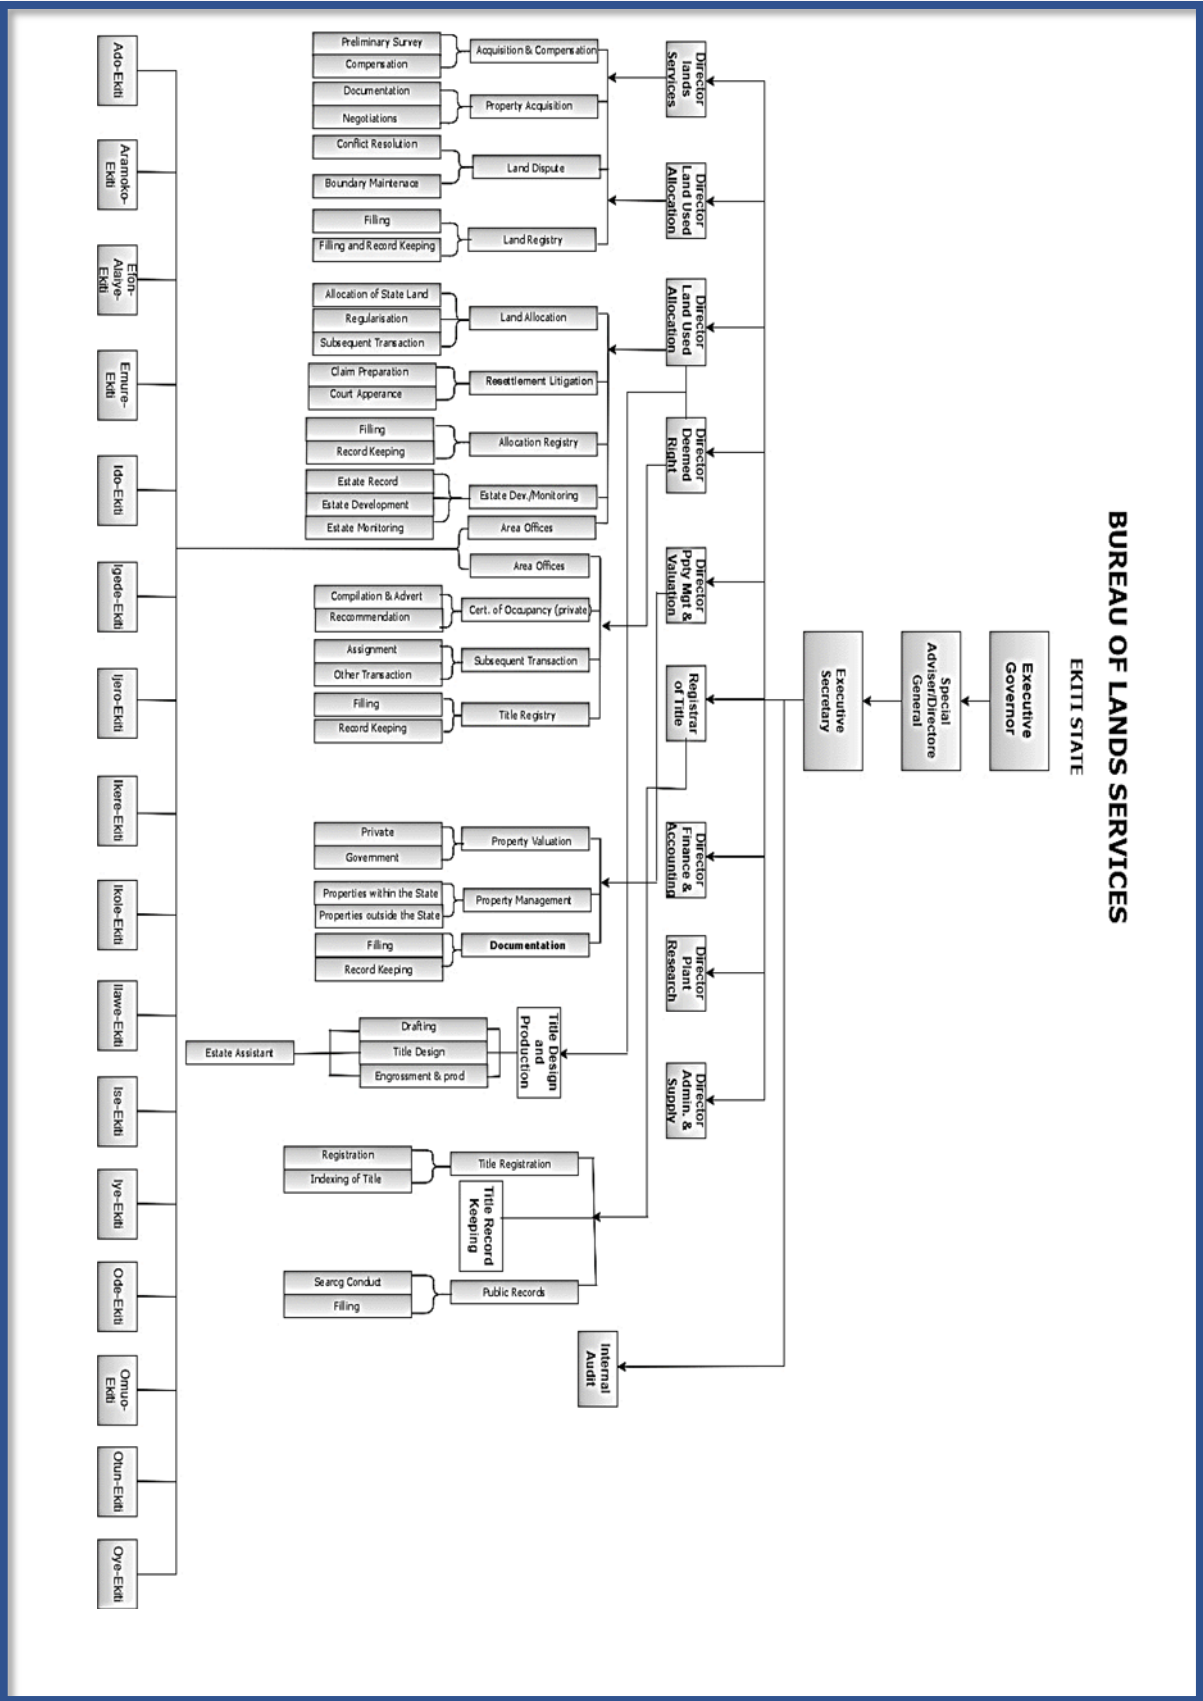 BUREAU OF LANDS SERVICES
EKITI STATE
Executive
Governor
Special
Adviser/Directore
General
Executive
Secretary
Director
lands
Services
Director
Land Used
Allocation
Director
Land Used
Allocation
Director
Deemed
Right
Director
Ppty Mgt &
Valuation
Registrar
of Title
Director
Finance &
Accounting
Director
Plant
Research
Director
Admin. &
Supply
Internal
Audit
Acquisition & Compensation
Preliminary Survey
Compensation
Property Acquisition
Documentation
Negotiations
Land Dispute
Conflict Resolution
Boundary Maintenace
Land Registry
Filling
Filling and Record Keeping
Land Allocation
Allocation of State Land
Regularisation
Subsequent Transaction
Resettlement Litigation
Claim Preparation
Court Apperance
Allocation Registry
Filling
Record Keeping
Estate Dev./Monitoring
Estate Record
Estate Development
Estate Monitoring
Area Offices
Area Offices
Cert. of Occupancy (private)
Compilation & Advert
Reccommendation
Subsequent Transaction
Assignment
Other Transaction
Title Registry
Filling
Record Keeping
Property Valuation
Private
Government
Property Management
Properties within the State
Properties outside the State
Documentation
Filling
Record Keeping
Title Design
and
Production
Drafting
Title Design
Engrossment & prod
Estate Assistant
Title Registration
Registration
Indexing of Title
Title Record
Keeping
Public Records
Searcg Conduct
Filling
Ado-Ekiti
Aramoko-
Ekiti
Efon-
Alaiye-
Ekiti
Emure-
Ekiti
Ido-Ekiti
Igede-Ekiti
Ijero-Ekiti
Ikere-Ekiti
Ikole-Ekiti
Ilawe-Ekiti
Ise-Ekiti
Iye-Ekiti
Ode-Ekiti
Omuo-
Ekiti
Otun-Ekiti
Oye-Ekiti